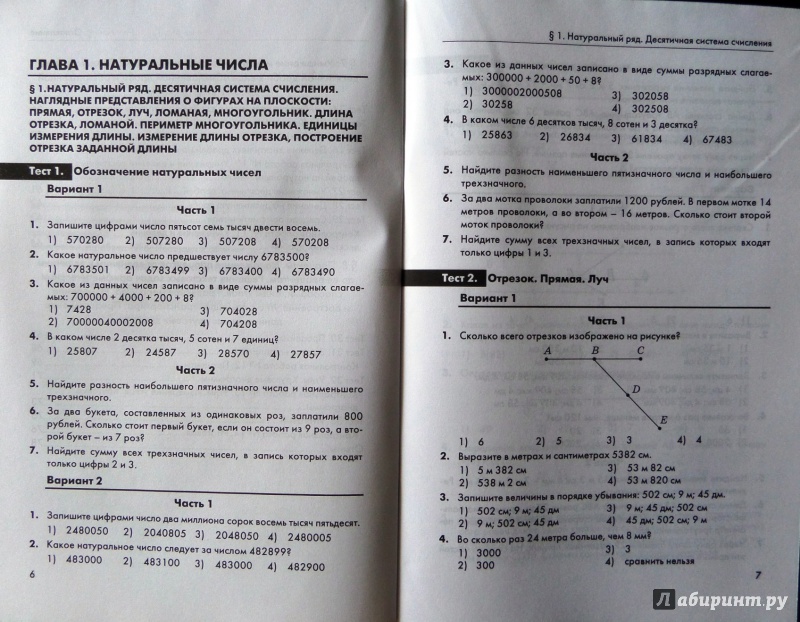 ГЛАВА 1. НАТУРАЛЬНЫЕ ЧИСЛА
§ 1.НАТУРАЛЬНЫЙ РЯД. ДЕСЯТИЧНАЯ СИСТЕМА СЧИСЛЕНИЯ.
НАГЛЯДНЫЕ ПРЕДСТАВЛЕНИЯ О ФИГУРАХ НА ПЛОСКОСТИ:
ПРЯМАЯ, ОТРЕЗОК, ЛУЧ, ЛОМАНАЯ, МНОГОУГОЛЬНИК. ДЛИНА
ОТРЕЗКА, ЛОМАНОЙ. ПЕРИМЕТР МНОГОУГОЛЬНИКА. ЕДИНИЦЫ
ИЗМЕРЕНИЯ ДЛИНЫ. ИЗМЕРЕНИЕ ДЛИНЫ ОТРЕЗКА, ПОСТРОЕНИЕ
ОТРЕЗКА ЗАДАННОЙ ДЛИНЫ
Тест 1. Обозначение натуральных чисел
Вариант 1
Часть 1
1. Запишите цифрами число пятьсот семь тысяч двести восемь.
1) 570280 2) 507280 3) 507208 4) 570208
2. Какое натуральное число предшествует числу 6783500?
1) 6783501 2) 6783499 3) 6783400 4) 6783490
3. Какое из данных чисел записано в виде суммы разрядных слагае-
мых: 700000 + 4000 + 200 + 8?
1) 7428 3) 704028
2) 70000040002008 4) 704208
4. В каком числе 2 десятка тысяч, 5 сотен и 7 единиц?
1) 25807 2) 24587 3) 28570 4) 27857
Часть 2
5. Найдите разность наибольшего пятизначного числа и наименьшего
трехзначного.
6. За два букета, составленных из одинаковых роз, заплатили 800
рублей. Сколько стоит первый букет, если он состоит из 9 роз, а вто-
рой букет – из 7 роз?
7. Найдите сумму всех трехзначных чисел, в запись которых входят
только цифры 2 и 3.
Вариант 2
Часть 1
1. Запишите цифрами число два миллиона сорок восемь тысяч пятьдесят.
1) 2480050 2) 2040805 3) 2048050 4) 2480005
2. Какое натуральное число следует за числом 482899?
1) 483000 2) 483100 3) 483000 4) 482900
6
§ 1. Натуральный ряд. Десятичная система счисления
3. Какое из данных чисел записано в виде суммы разрядных слагае-
мых: 300000 + 2000 + 50 + 8?
1) 3000002000508 3) 302058
2) 30258 4) 302508
4. В каком числе 6 десятков тысяч, 8 сотен и 3 десятка?
1) 25863 2) 26834 3) 61834 4) 67483
Часть 2
5. Найдите разность наименьшего пятизначного числа и наибольшего
трехзначного.
6. За два мотка проволоки заплатили 1200 рублей. В первом мотке 14
метров проволоки, а во втором – 16 метров. Сколько стоит второй
моток проволоки?
7. Найдите сумму всех трехзначных чисел, в запись которых входят
только цифры 1 и 3.
Тест 2. Отрезок. Прямая. Луч
Вариант 1
Часть 1
1. Сколько всего отрезков изображено на рисунке?
A B C
D
E
1) 6 2) 5 3) 3 4) 4
2. Выразите в метрах и сантиметрах 5382 см.
1) 5 м 382 см 3) 53 м 82 см
2) 538 м 2 см 4) 53 м 820 см
3. Запишите величины в порядке убывания: 502 см; 9 м; 45 дм.
1) 502 см; 9 м; 45 дм 3) 9 м; 45 дм; 502 см
2) 9 м; 502 см; 45 дм 4) 45 дм; 502 см; 9 м
4. Во сколько раз 24 метра больше, чем 8 мм?
1) 3000 3) 3
2) 300 4) сравнить нельзя
7
Лабиринт.ру